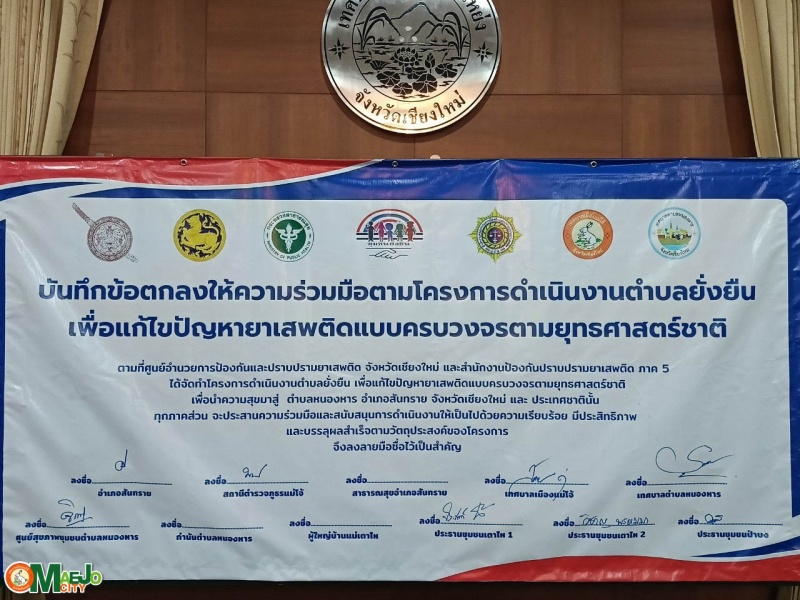 จังหวัดเชียงใหม่
บันทึกข้อตกลงให้ความร่วมมือตามโครงการดำเนินงานตำบลยั่งยืน
เพื่อแก้ไขปัญหายาเสพติดแบบครบวงจรตามยุทธศาสตร์ชาติ
ตามที่ศูนย์อำนวยการป้องกันและปราบปรามยาเสพติด จังหวัดเชียงใหม่ และสำนักงานป้องกันปราบปรามยาเสพติด ภาค 5
ได้จัดทำโครงการดำเนินงานตำบลยั่งยืน เพื่อแก้ไขปัญหายาเสพติดแบบครบวงจรตามยุทธศาสตร์ชาติ
เพื่อนำความสุขมาสู่ ตำบลหนองหาร อำเภอสันทราย จังหวัดเชียงใหม่ และ ประเทศชาตินั้น
ทุกภาคส่วน จะประสานความร่วมมือและสนับสนุนการดำเนินงานให้เป็นไปด้วยความเรียบร้อย มีประสิทธิภาพ
และบรรลุผลสำเร็จตามวัตถุประสงค์ของโครงการ
จึงลงลายมือชื่อไว้เป็นสำคัญ
ลงชื่อ ลงชื่อ ลงชื่อ ลงชื่อ ลงชื่อ
อำเภอสันทราย สถานีตำรวจภูธรแม่โจ้ สาธารณสุขอำเภอสันทราย เทศบาลเมืองแม่โจ้ เทศบาลตำบลหนองหาร
ลงชื่อ ลงชื่อ ลงชื่อ ลงชื่อ ลงชื่อ ลงชื่อ
ศูนย์สุขภาพชุมชนตำบลหนองหาร กำนันตำบลหนองหาร ผู้ใหญ่บ้านแม่เตาไห ประธานชุมชนเตาไห 1 ประธานชุมชนเตาไห 2 ประธานชุมชนป้าบง
OMAEJO
CITY